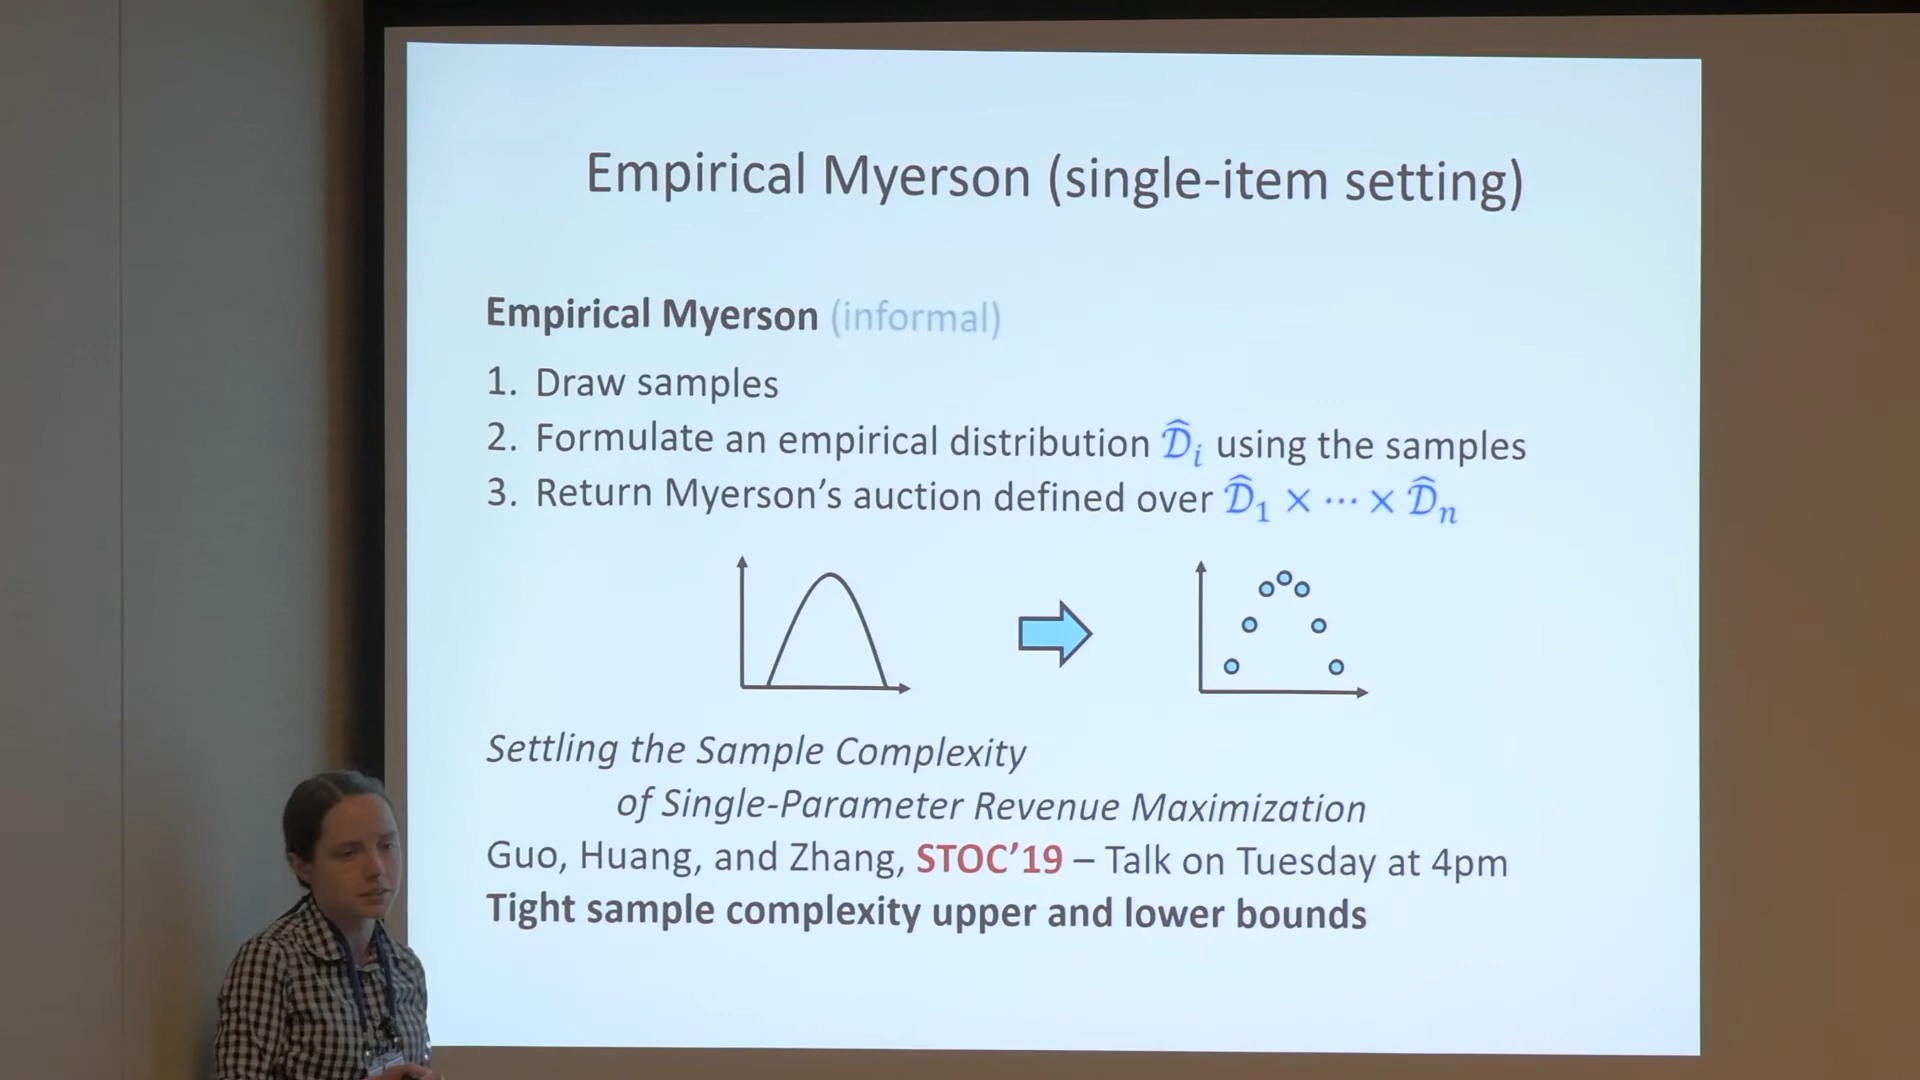 Empirical Myerson (single-item setting)
Empirical Myerson (informal)
1. Draw samples
2. Formulate an empirical distribution 𝒟̂ᵢ using the samples
3. Return Myerson’s auction defined over 𝒟̂₁ × ⋯ × 𝒟̂ₙ
Settling the Sample Complexity
of Single-Parameter Revenue Maximization
Guo, Huang, and Zhang, STOC’19 – Talk on Tuesday at 4pm
Tight sample complexity upper and lower bounds